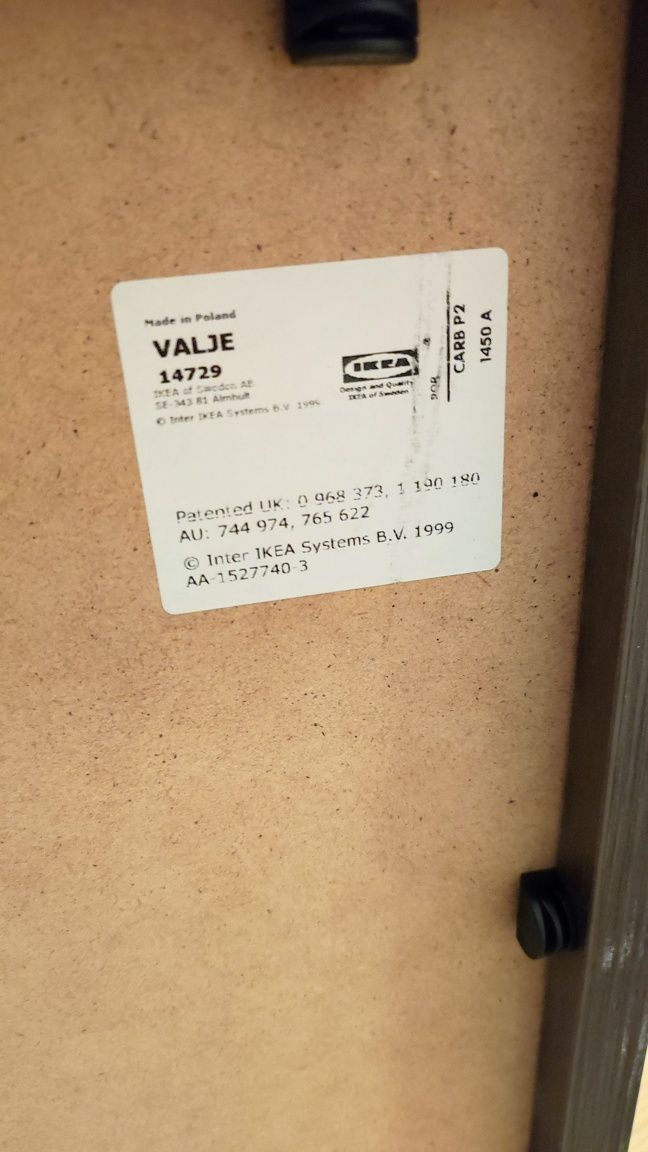 Made in Poland
VALJE
14729
IKEA of Sweden AB
SE-343 81 Älmhult
© Inter IKEA Systems B.V. 1999
IKEA
Design and Quality
IKEA of Sweden
CARB P2
1450 A
Patented UK: 0 968 373, 1 190 180
AU: 744 974, 765 622
© Inter IKEA Systems B.V. 1999
AA-1527740-3